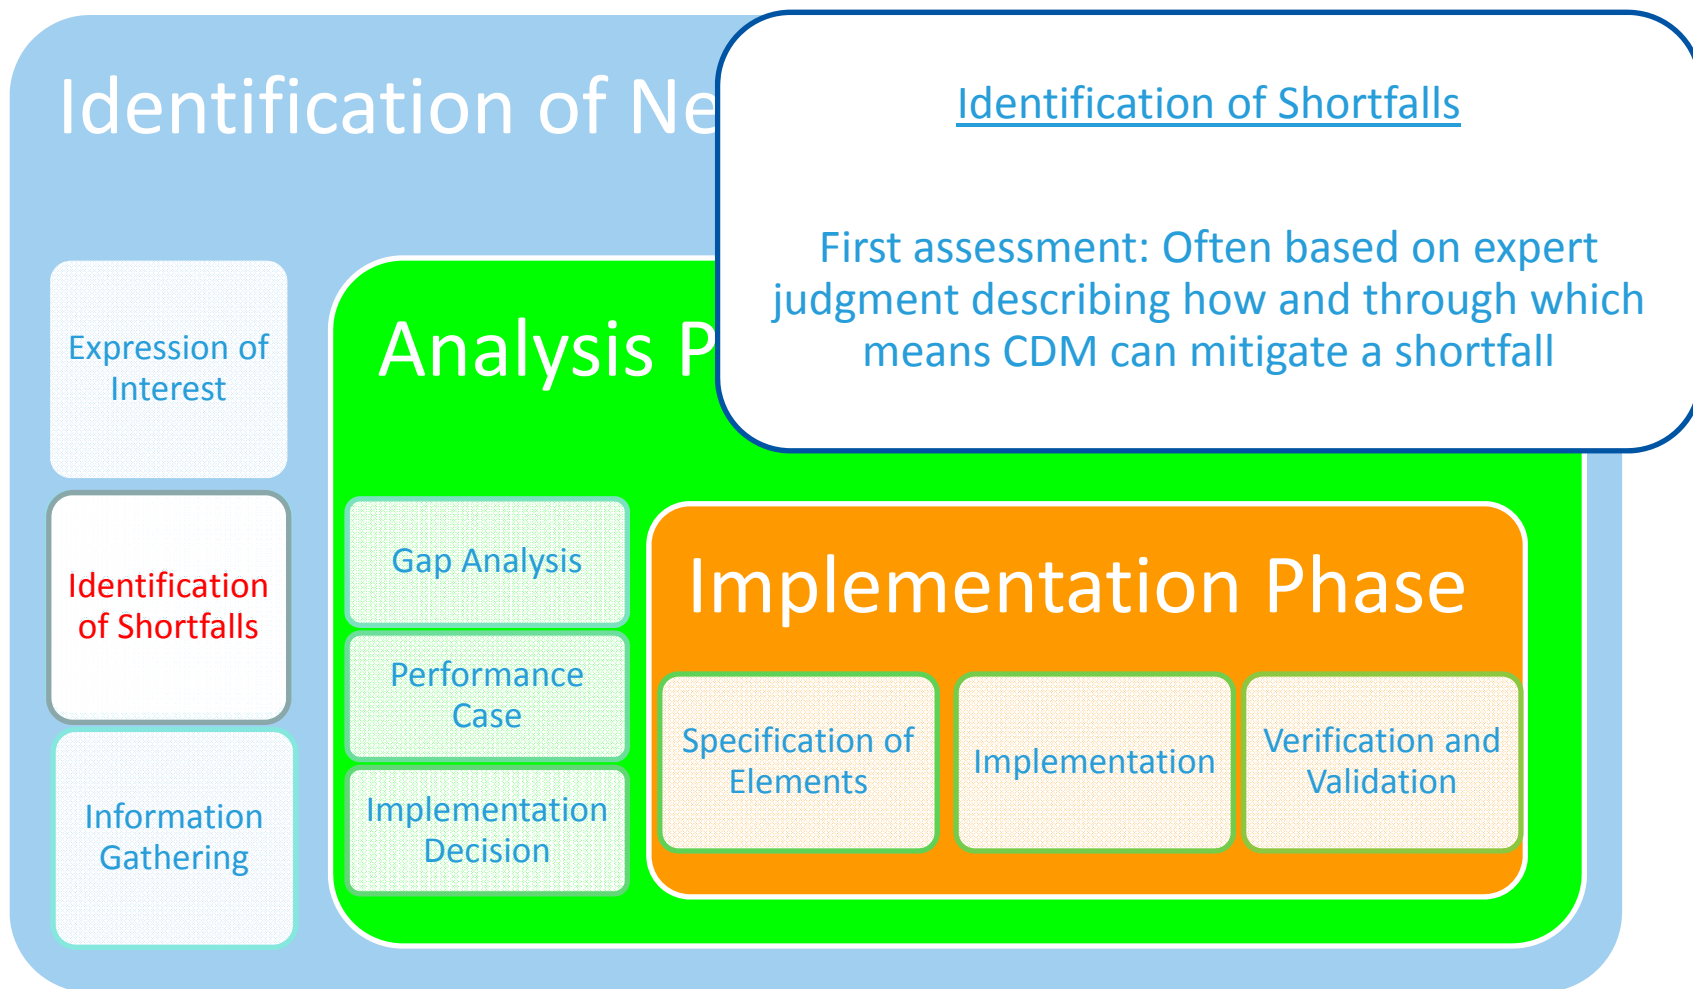 Identification of Ne
Identification of Shortfalls
First assessment: Often based on expert
judgment describing how and through which
means CDM can mitigate a shortfall
Expression of
Interest
Identification
of Shortfalls
Information
Gathering
Analysis P
Gap Analysis
Performance
Case
Implementation
Decision
Implementation Phase
Specification of
Elements
Implementation
Verification and
Validation